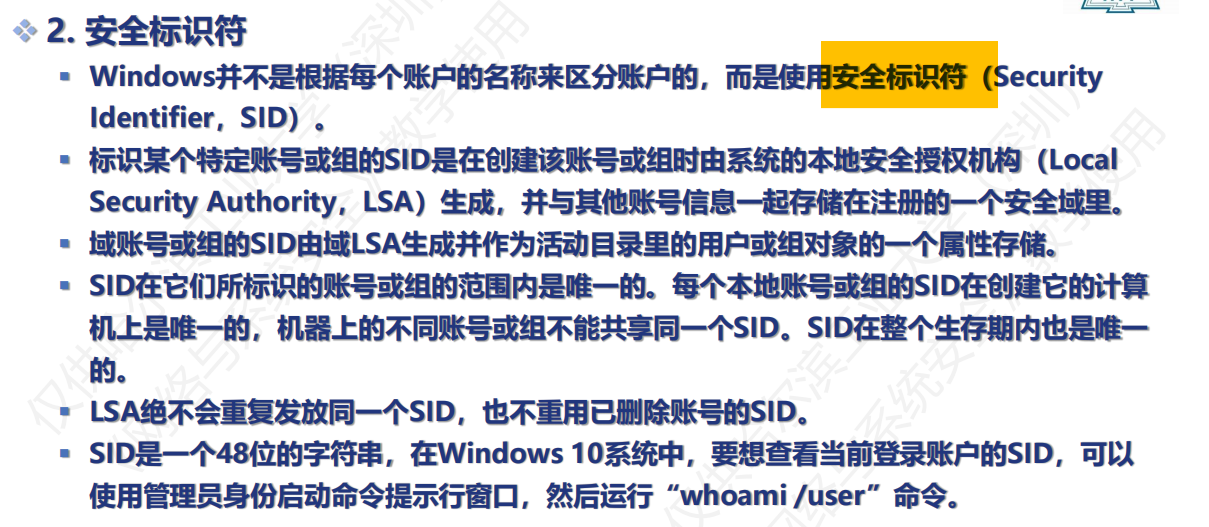 2. 安全标识符
Windows并不是根据每个账户的名称来区分账户的，而是使用安全标识符（Security
Identifier，SID）。
标识某个特定账号或组的SID是在创建该账号或组时由系统的本地安全授权机构（Local
Security Authority，LSA）生成，并与其他账号信息一起存储在注册的一个安全域里。
域账号或组的SID由域LSA生成并作为活动目录里的用户或组对象的一个属性存储。
SID在它们所标识的账号或组的范围内是唯一的。每个本地账号或组的SID在创建它的计算
机上是唯一的，机器上的不同账号或组不能共享同一个SID。SID在整个生存期内也是唯一
的。
LSA绝不会重复发放同一个SID，也不重用已删除账号的SID。
SID是一个48位的字符串，在Windows 10系统中，要想查看当前登录账户的SID，可以
使用管理员身份启动命令提示行窗口，然后运行“whoami /user”命令。